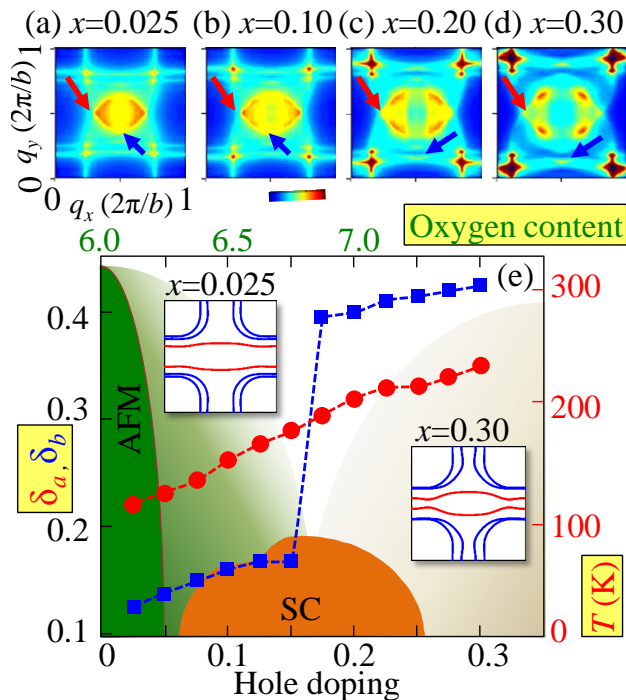 (a) x=0.025 (b) x=0.10 (c) x=0.20 (d) x=0.30
1
q_y (2π/b)
0
0 q_x (2π/b) 1
Oxygen content
6.0 6.5 7.0
(e)
x=0.025
x=0.30
AFM
SC
0.4
0.3
0.2
0.1
δ_a, δ_b
300
200
100
0
T (K)
0 0.1 0.2 0.3
Hole doping